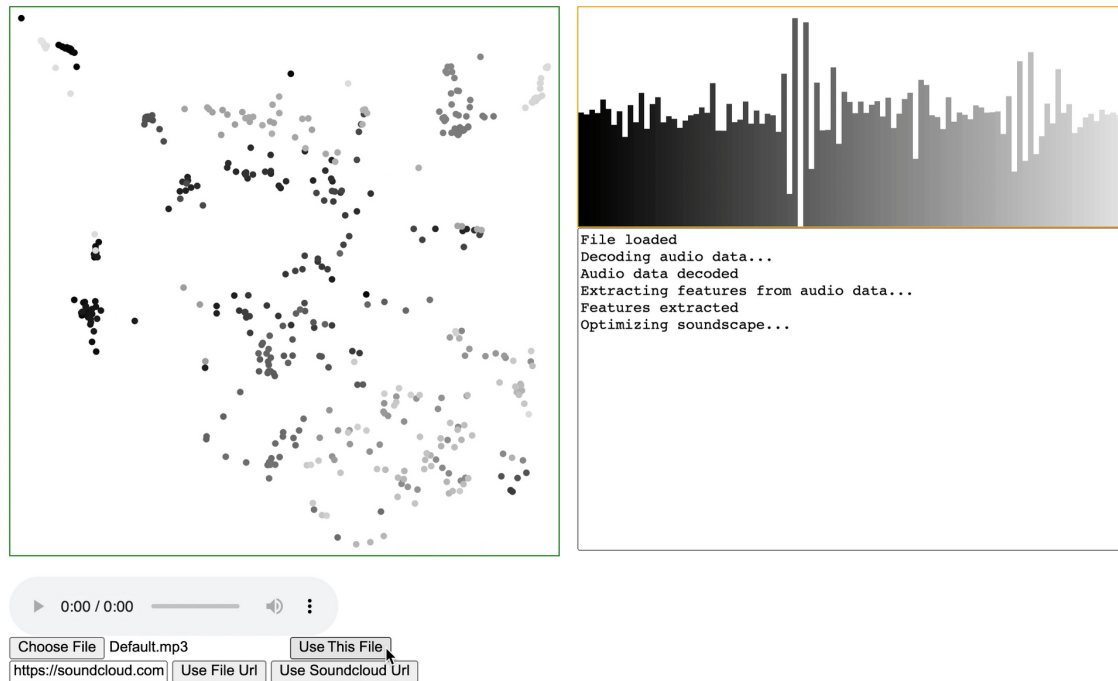 File loaded
Decoding audio data...
Audio data decoded
Extracting features from audio data...
Features extracted
Optimizing soundscape...
0:00 / 0:00
Choose File Default.mp3 Use This File
https://soundcloud.com Use File Url Use Soundcloud Url